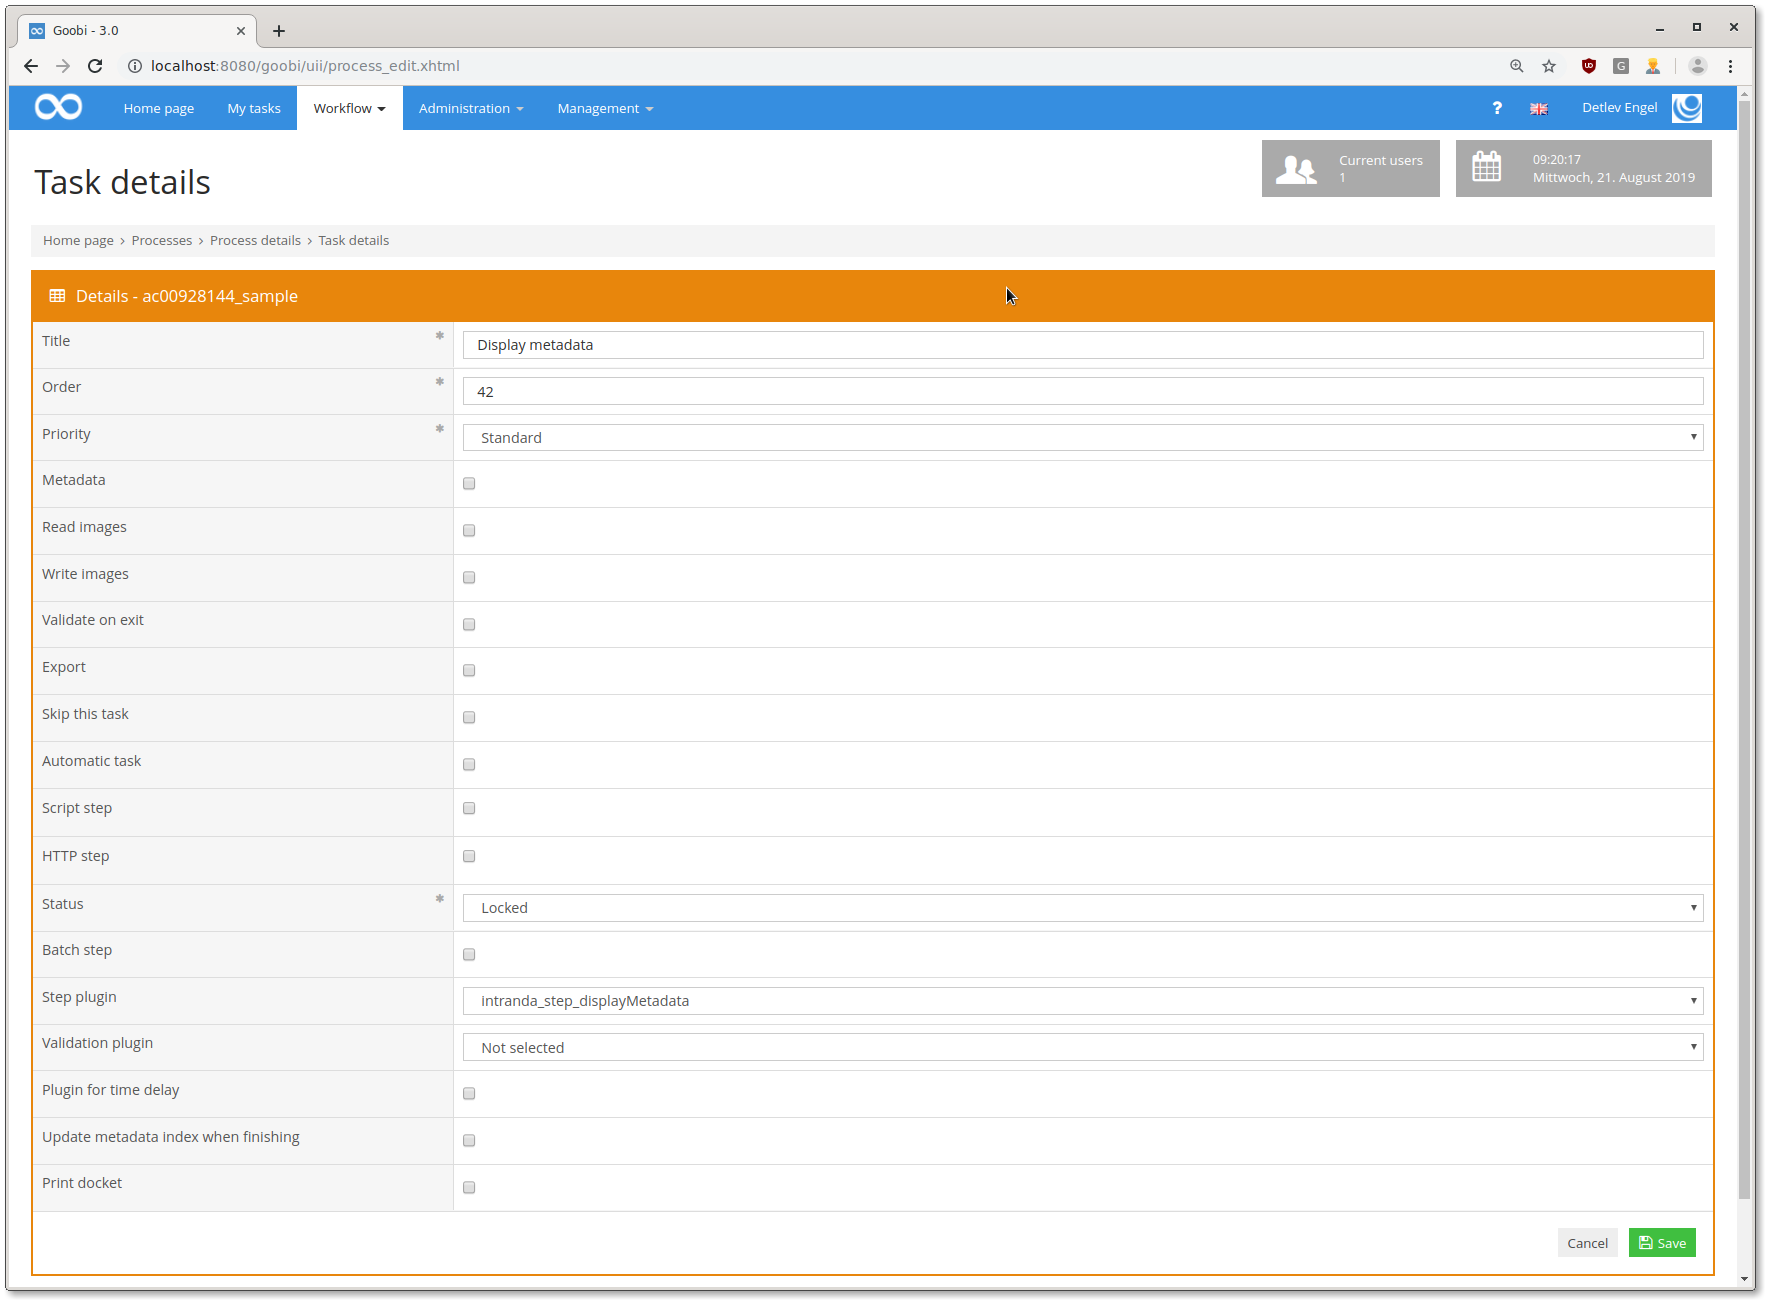 Goobi - 3.0
localhost:8080/goobi/uii/process_edit.xhtml
Home page My tasks Workflow Administration Management ? Detlev Engel
Task details
Current users
1
09:20:17
Mittwoch, 21. August 2019
Home page › Processes › Process details › Task details
Details - ac00928144_sample
Title * Display metadata
Order * 42
Priority * Standard
Metadata
Read images
Write images
Validate on exit
Export
Skip this task
Automatic task
Script step
HTTP step
Status * Locked
Batch step
Step plugin intranda_step_displayMetadata
Validation plugin Not selected
Plugin for time delay
Update metadata index when finishing
Print docket
Cancel Save